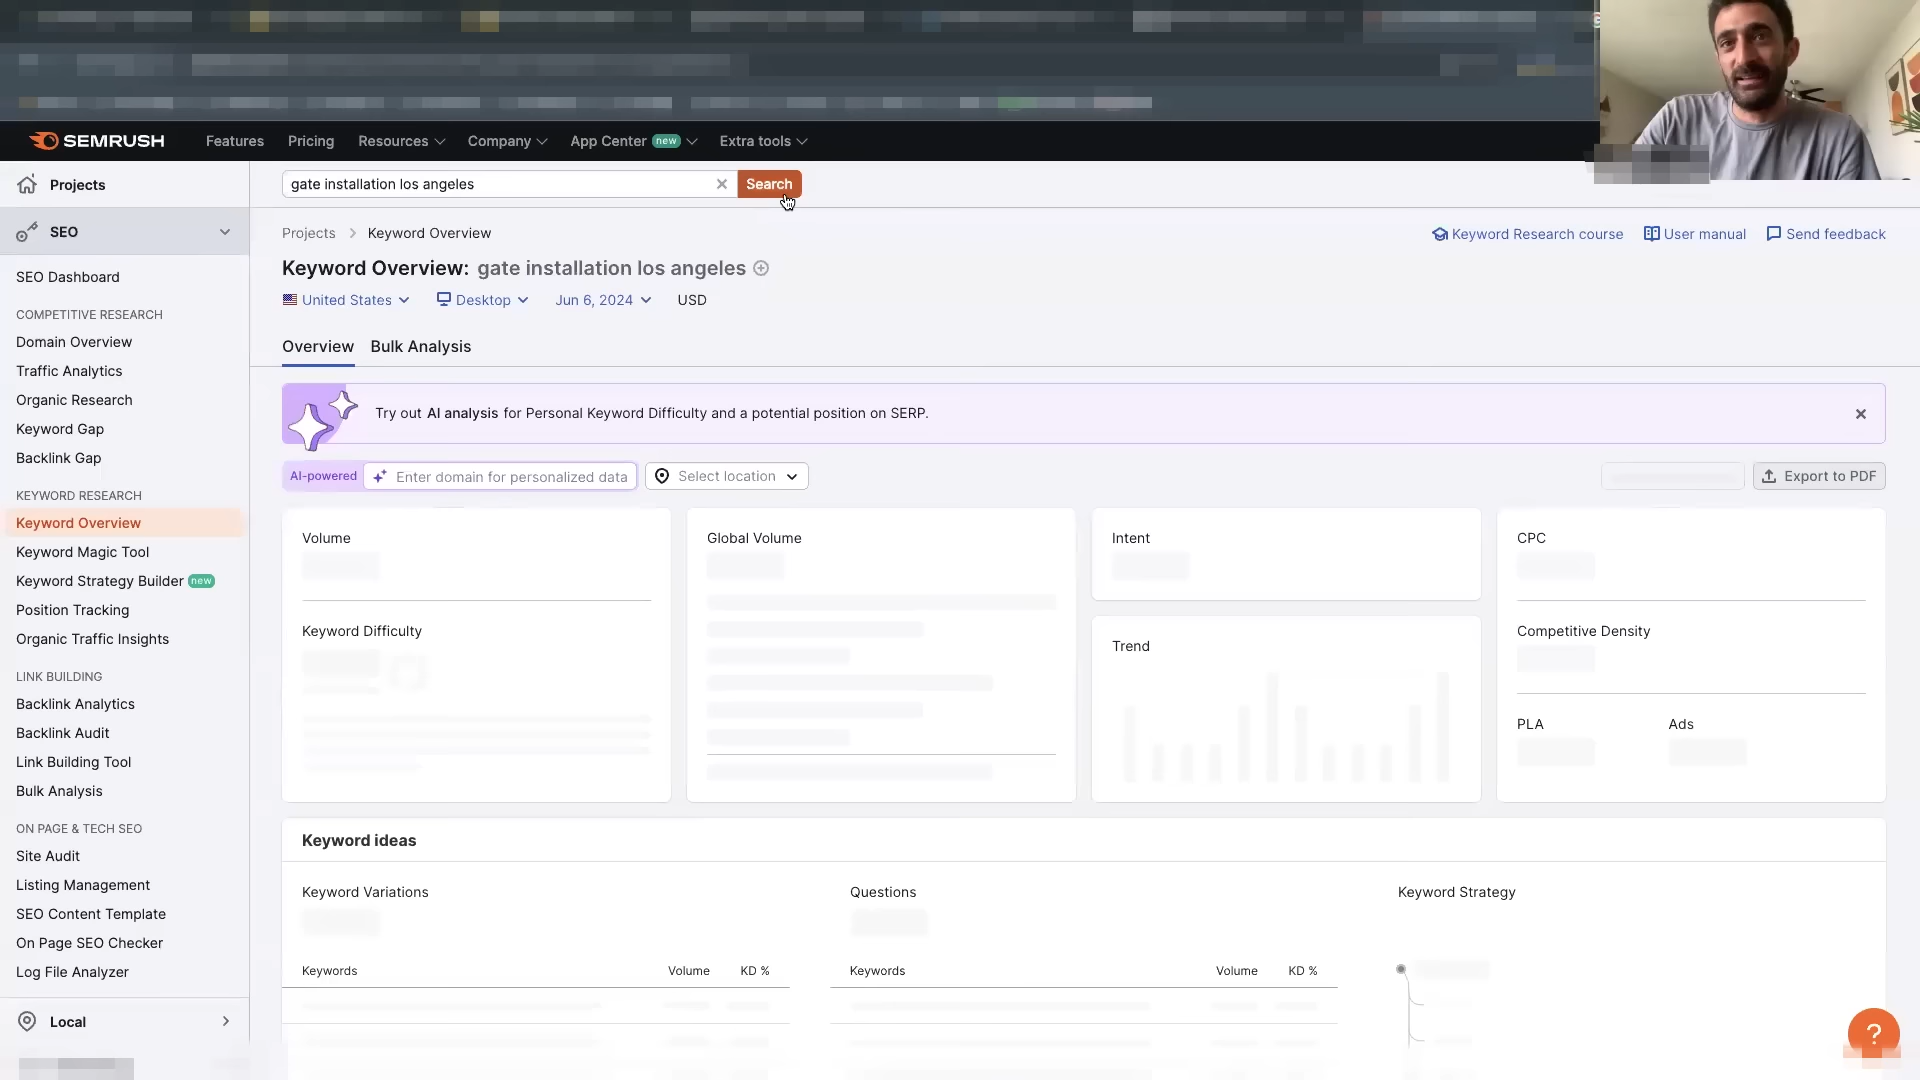 SEMRUSH
Features
Pricing
Resources
Company
App Center new
Extra tools
Projects
gate installation los angeles
Search
SEO
Projects > Keyword Overview
Keyword Research course
User manual
Send feedback
Keyword Overview: gate installation los angeles
United States
Desktop
Jun 6, 2024
USD
Overview
Bulk Analysis
Try out AI analysis for Personal Keyword Difficulty and a potential position on SERP.
AI-powered
Enter domain for personalized data
Select location
Export to PDF
SEO Dashboard
COMPETITIVE RESEARCH
Domain Overview
Traffic Analytics
Organic Research
Keyword Gap
Backlink Gap
KEYWORD RESEARCH
Keyword Overview
Keyword Magic Tool
Keyword Strategy Builder new
Position Tracking
Organic Traffic Insights
LINK BUILDING
Backlink Analytics
Backlink Audit
Link Building Tool
Bulk Analysis
ON PAGE & TECH SEO
Site Audit
Listing Management
SEO Content Template
On Page SEO Checker
Log File Analyzer
Local
Volume
Keyword Difficulty
Global Volume
Intent
Trend
CPC
Competitive Density
PLA
Ads
Keyword ideas
Keyword Variations
Keywords
Volume
KD %
Questions
Keywords
Volume
KD %
Keyword Strategy
?